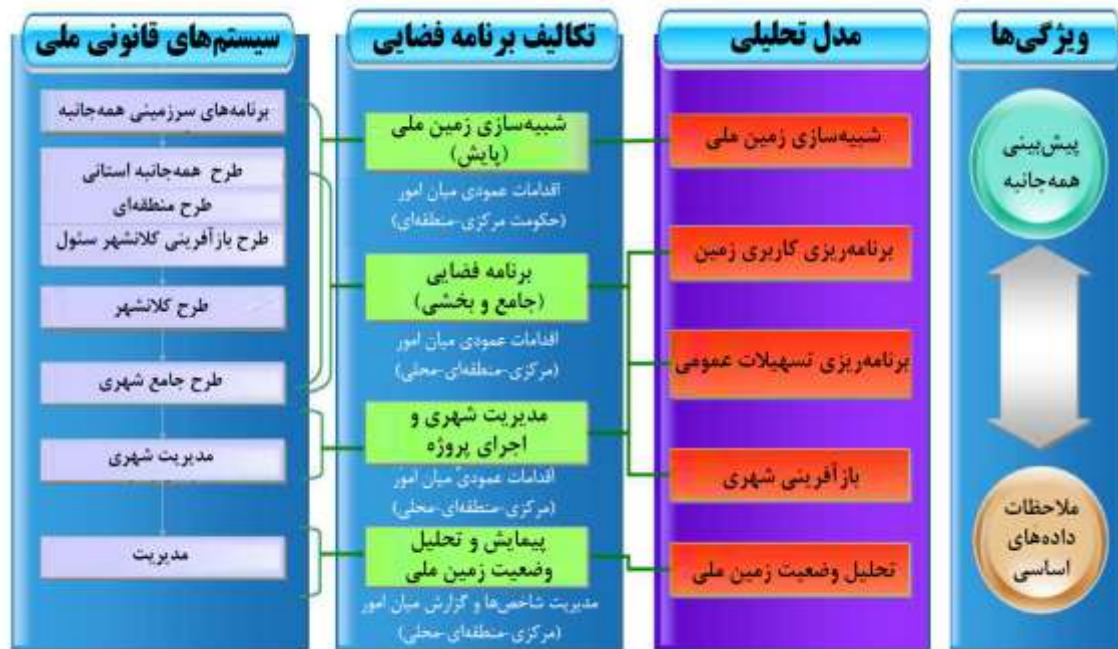 ویژگی‌ها
پیش‌بینی
همه‌جانبه
ملاحظات
داده‌های
اساسی
مدل تحلیلی
شبیه‌سازی زمین ملی
برنامه‌ریزی کاربری زمین
برنامه‌ریزی تسهیلات عمومی
بازآفرینی شهری
تحلیل وضعیت زمین ملی
تکالیف برنامه فضایی
شبیه‌سازی زمین ملی
(پایش)
اقدامات عمودی میان امور
(حکومت مرکزی-منطقه‌ای)
برنامه فضایی
(جامع و بخشی)
اقدامات عمودی میان امور
(مرکزی-منطقه‌ای-محلی)
مدیریت شهری و
اجرای پروژه
اقدامات عمودی میان امور
(مرکزی-منطقه‌ای-محلی)
پیمایش و تحلیل
وضعیت زمین ملی
مدیریت شاخص‌ها و گزارش میان امور
(مرکزی-منطقه‌ای-محلی)
سیستم‌های قانونی ملی
برنامه‌های سرزمینی همه‌جانبه
طرح همه‌جانبه استانی
طرح منطقه‌ای
طرح بازآفرینی کلانشهر سئول
طرح کلانشهر
طرح جامع شهری
مدیریت شهری
مدیریت